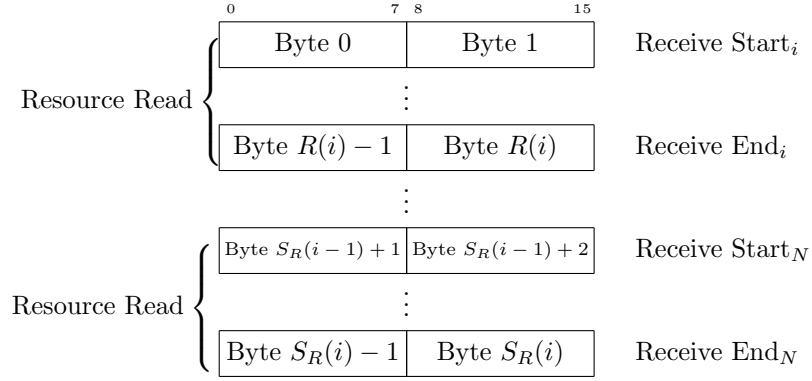 0 7 8 15
Byte 0 Byte 1 Receive Start_i
Resource Read
⋮
Byte R(i) − 1 Byte R(i) Receive End_i
⋮
Byte S_R(i−1) + 1 Byte S_R(i−1) + 2 Receive Start_N
Resource Read
⋮
Byte S_R(i) − 1 Byte S_R(i) Receive End_N